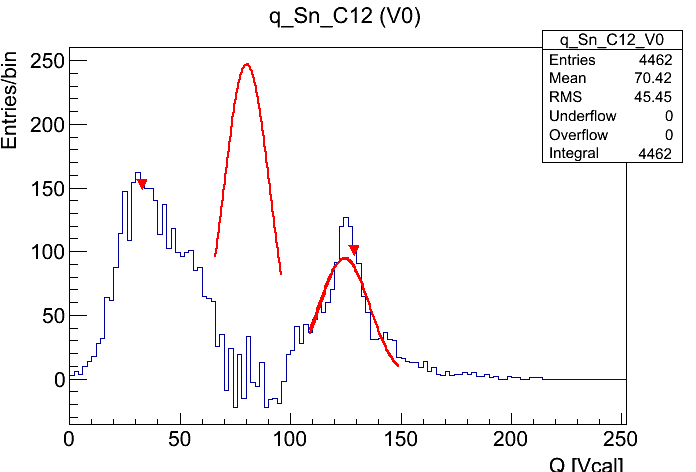 q_Sn_C12 (V0)
q_Sn_C12_V0
Entries 4462
Mean 70.42
RMS 45.45
Underflow 0
Overflow 0
Integral 4462
Entries/bin
250
200
150
100
50
0
0 50 100 150 200 250
Q [Vcal]